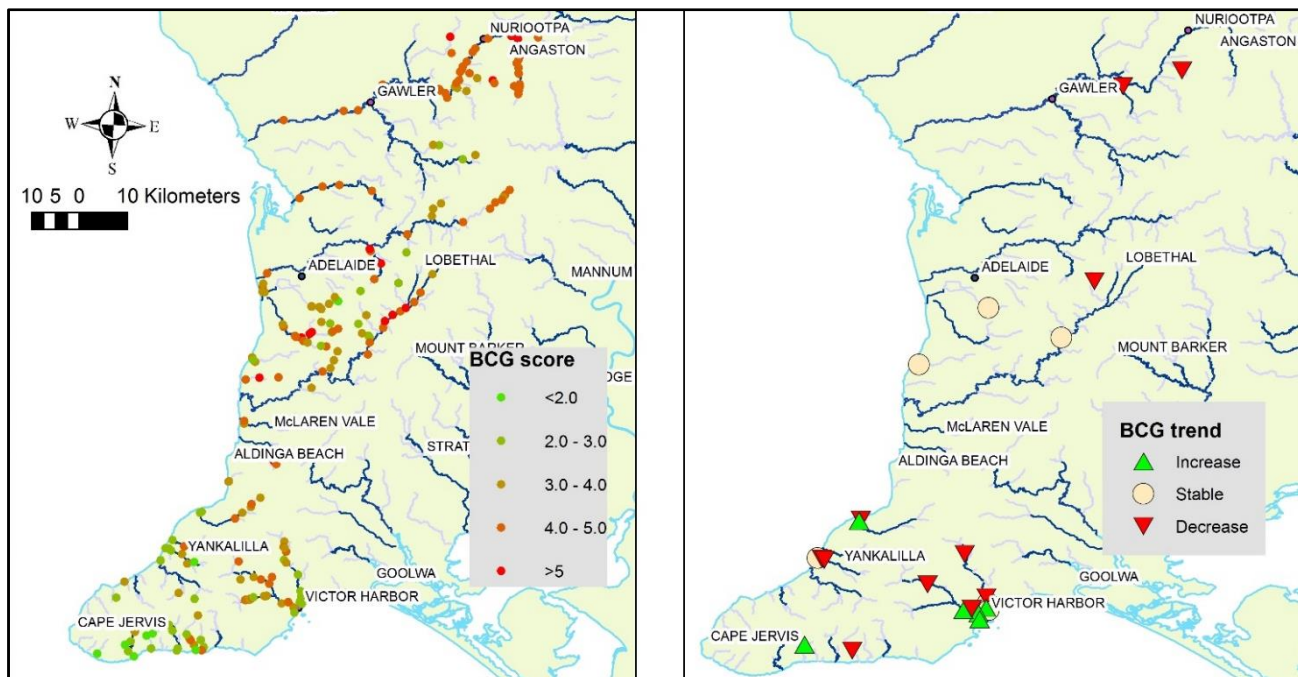 NURIOOTPA
ANGASTON
GAWLER
N
W E
S
10 5 0 10 Kilometers
ADELAIDE
LOBETHAL
MANNUM
MOUNT BARKER
DGE
BCG score
<2.0
2.0 - 3.0
3.0 - 4.0
4.0 - 5.0
>5
McLAREN VALE
STRAT
ALDINGA BEACH
YANKALILLA
GOOLWA
VICTOR HARBOR
CAPE JERVIS
NURIOOTPA
ANGASTON
GAWLER
ADELAIDE
LOBETHAL
MOUNT BARKER
McLAREN VALE
BCG trend
Increase
Stable
Decrease
ALDINGA BEACH
YANKALILLA
GOOLWA
VICTOR HARBOR
CAPE JERVIS